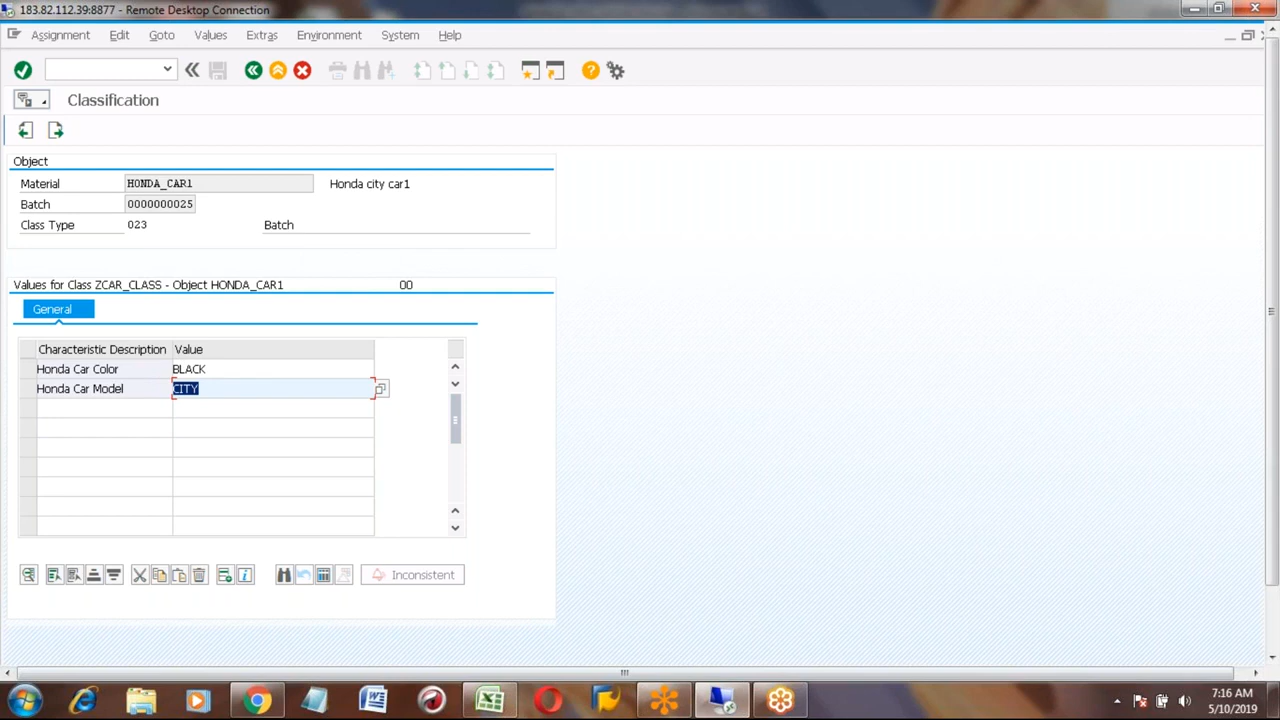 183.82.112.39:8877 - Remote Desktop Connection
Assignment Edit Goto Values Extras Environment System Help
Classification
Object
Material HONDA_CAR1 Honda city car1
Batch 0000000025
Class Type 023 Batch
Values for Class ZCAR_CLASS - Object HONDA_CAR1 00
General
Characteristic Description Value
Honda Car Color BLACK
Honda Car Model CITY
Inconsistent
7:16 AM
5/10/2019